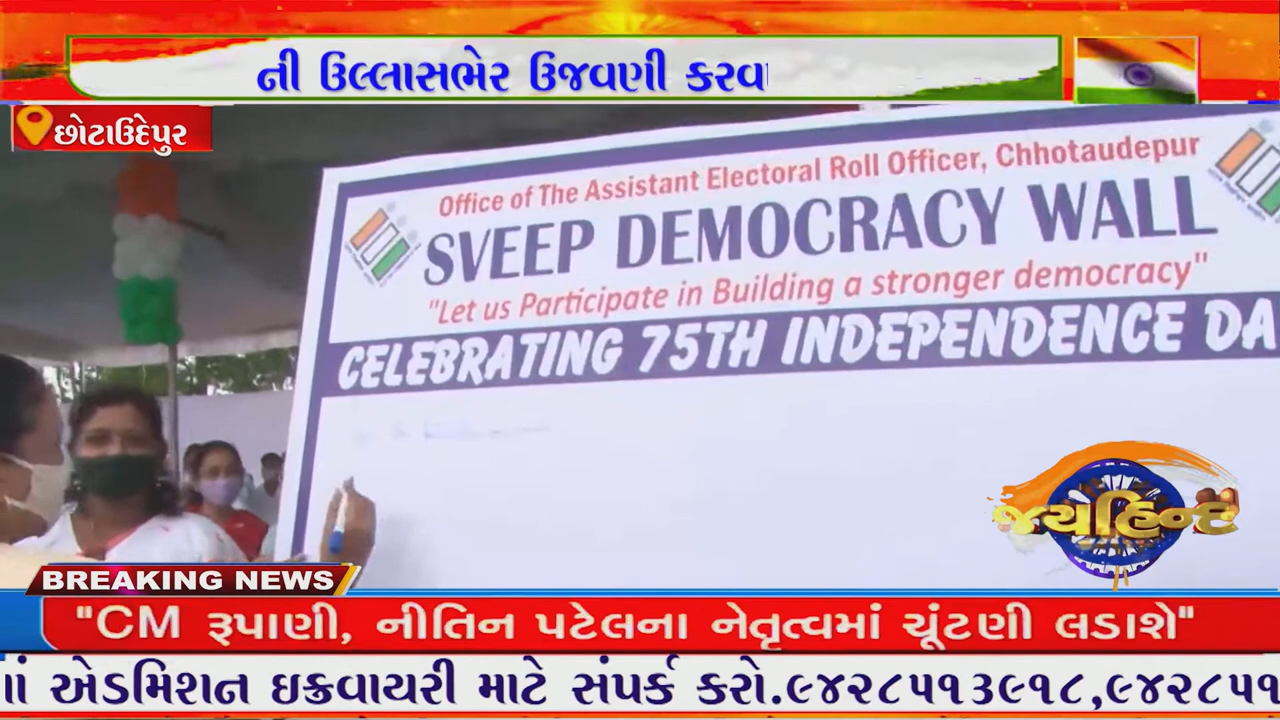 ની ઉલ્લાસભેર ઉજવણી કરવા
છોટાઉદેપુર
Office of The Assistant Electoral Roll Officer, Chhotaudepur
SVEEP DEMOCRACY WALL
"Let us Participate in Building a stronger democracy"
CELEBRATING 75TH INDEPENDENCE DA
જયહિન્દ
BREAKING NEWS
"CM રૂપાણી, નીતિન પટેલના નેતૃત્વમાં ચૂંટણી લડાશે"
માં એડમિશન ઇક્વાયરી માટે સંપર્ક કરો.૯૪૨૮૫૧૩૯૧૮,૯૪૨૮૫૧